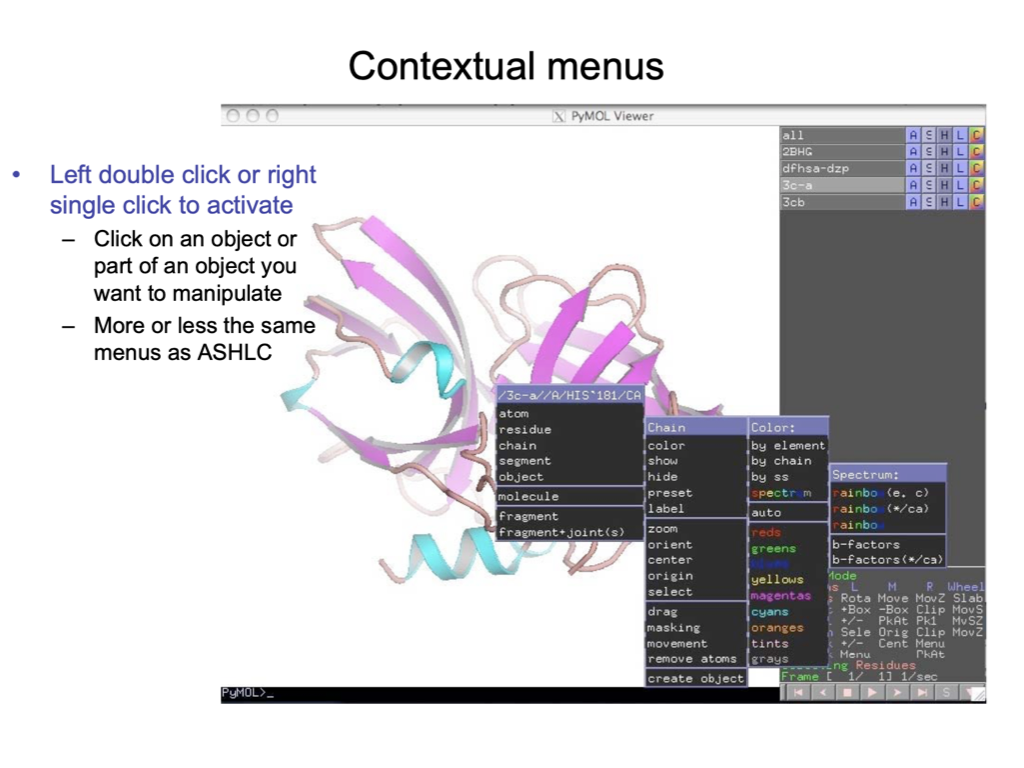 Contextual menus
X PyMOL Viewer
• Left double click or right
single click to activate
– Click on an object or
part of an object you
want to manipulate
– More or less the same
menus as ASHLC
all A S H L C
2BHG A S H L C
dfhsa-dzp A S H L C
3c-a A S H L C
3cb A S H L C
/3c-a//A/HIS`181/CA
atom
residue
chain
segment
object
molecule
fragment
fragment+joint(s)
Chain
color
show
hide
preset
label
zoom
orient
center
origin
select
drag
masking
movement
remove atoms
create object
Color:
by element
by chain
by ss
spectrum
auto
reds
greens
blues
yellows
magentas
cyans
oranges
tints
grays
Spectrum:
rainbow(e. c)
rainbow(*/ca)
rainbow
b-factors
b-factors(*/ca)
Mode
L M R Wheel
Rota Move MovZ Slab
+Box -Box Clip MovS
+/- PkAt Pk1 MvSZ
Sele Orig Clip MovZ
+/- Cent Menu
Menu PkAt
Residues
Frame [ 1/ 1] 1/sec
S
PyMOL>_